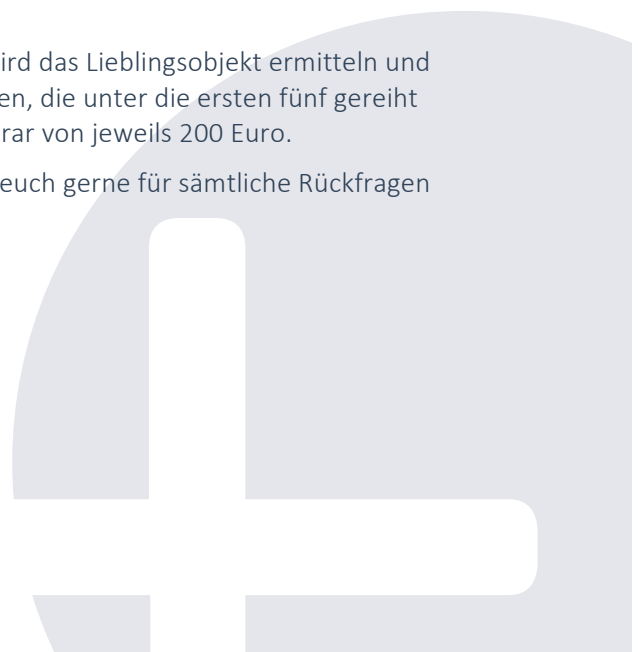 ird das Lieblingsobjekt ermitteln und
en, die unter die ersten fünf gereiht
rar von jeweils 200 Euro.
euch gerne für sämtliche Rückfragen